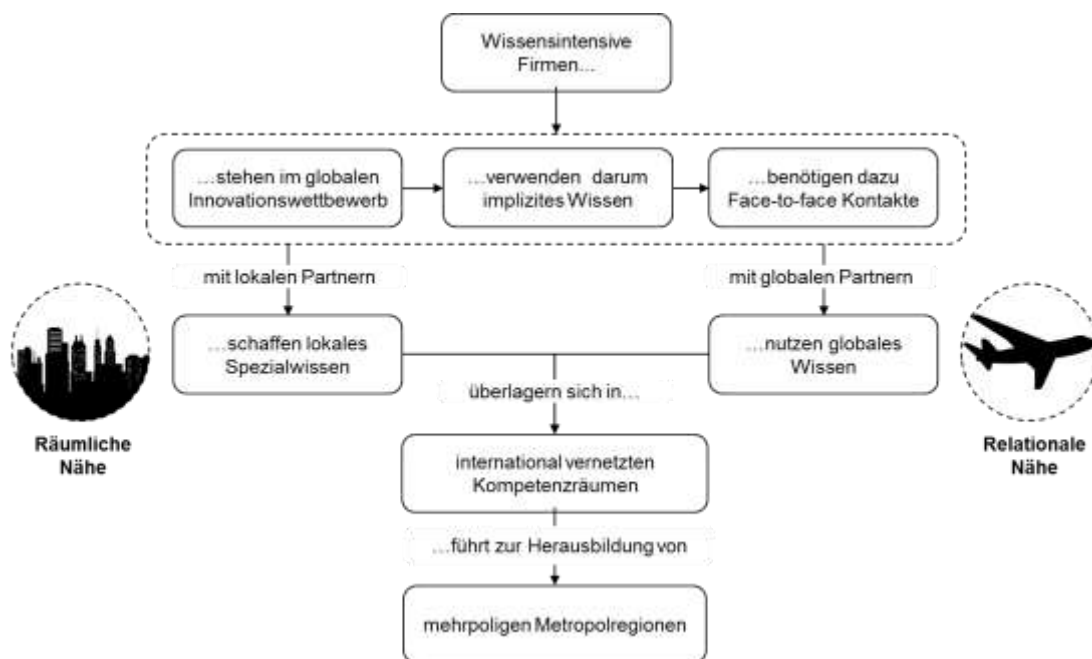 Wissensintensive
Firmen...
...stehen im globalen
Innovationswettbewerb
...verwenden darum
implizites Wissen
...benötigen dazu
Face-to-face Kontakte
mit lokalen Partnern
mit globalen Partnern
...schaffen lokales
Spezialwissen
...nutzen globales
Wissen
Räumliche
Nähe
überlagern sich in...
Relationale
Nähe
international vernetzten
Kompetenzräumen
...führt zur Herausbildung von
mehrpoligen Metropolregionen